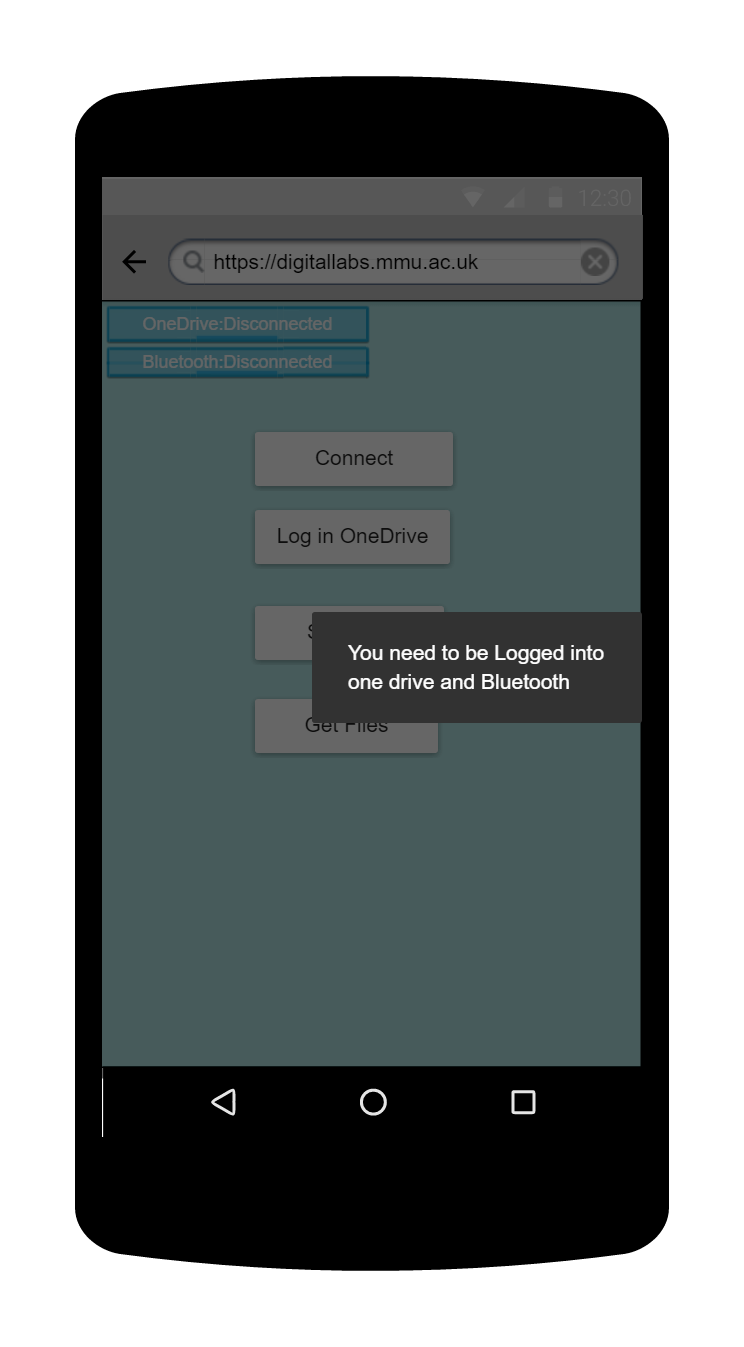 12:30
https://digitallabs.mmu.ac.uk
OneDrive:Disconnected
Bluetooth:Disconnected
Connect
Log in OneDrive
You need to be Logged into
one drive and Bluetooth
Get Files